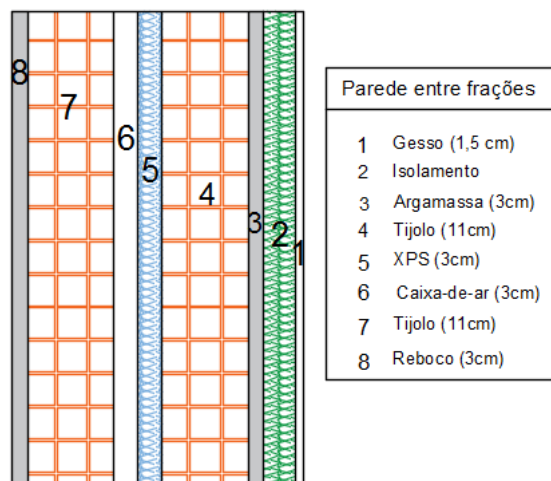 8
7
6
5
4
3
2
1
Parede entre frações
1 Gesso (1,5 cm)
2 Isolamento
3 Argamassa (3cm)
4 Tijolo (11cm)
5 XPS (3cm)
6 Caixa-de-ar (3cm)
7 Tijolo (11cm)
8 Reboco (3cm)